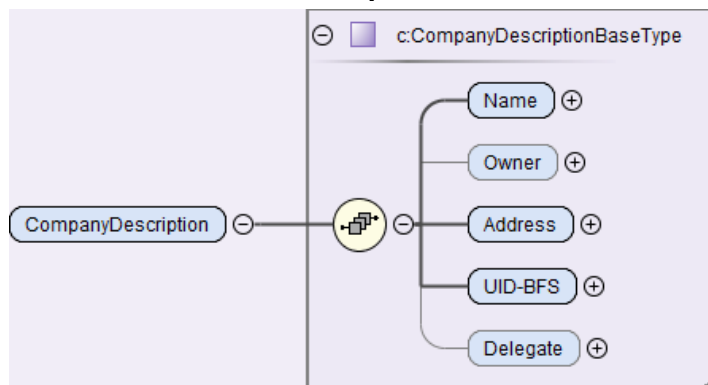 c:CompanyDescriptionBaseType
Name
Owner
CompanyDescription
Address
UID-BFS
Delegate